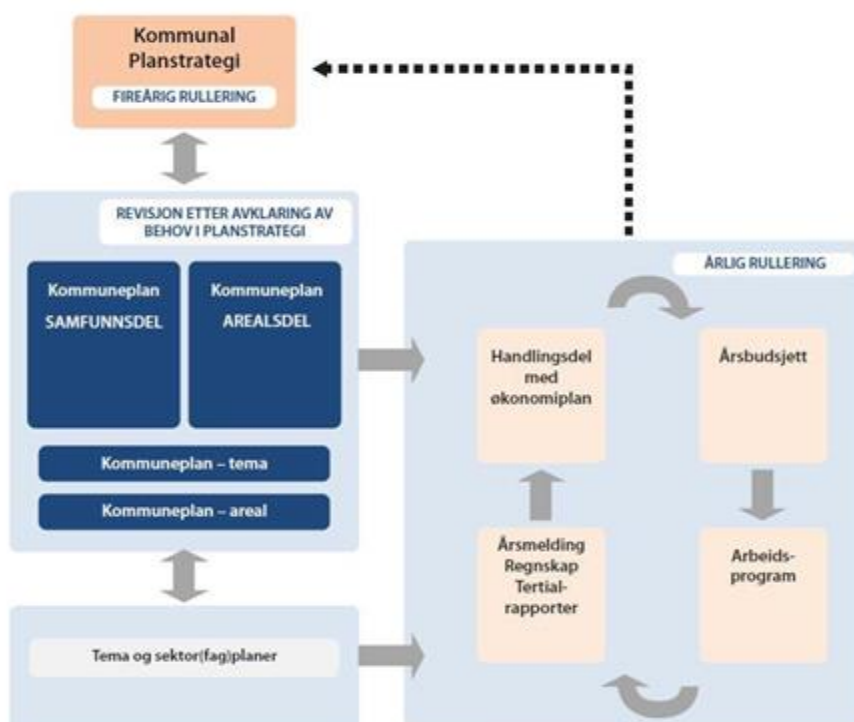 Kommunal
Planstrategi
FIREÅRIG RULLERING
REVISJON ETTER AVKLARING AV
BEHOV I PLANSTRATEGI
Kommuneplan
SAMFUNNSDEL
Kommuneplan
AREALSDEL
Kommuneplan – tema
Kommuneplan – areal
Tema og sektor(fag)planer
ÅRLIG RULLERING
Handlingsdel
med
økonomiplan
Årsbudsjett
Årsmelding
Regnskap
Tertial-
rapporter
Arbeids-
program